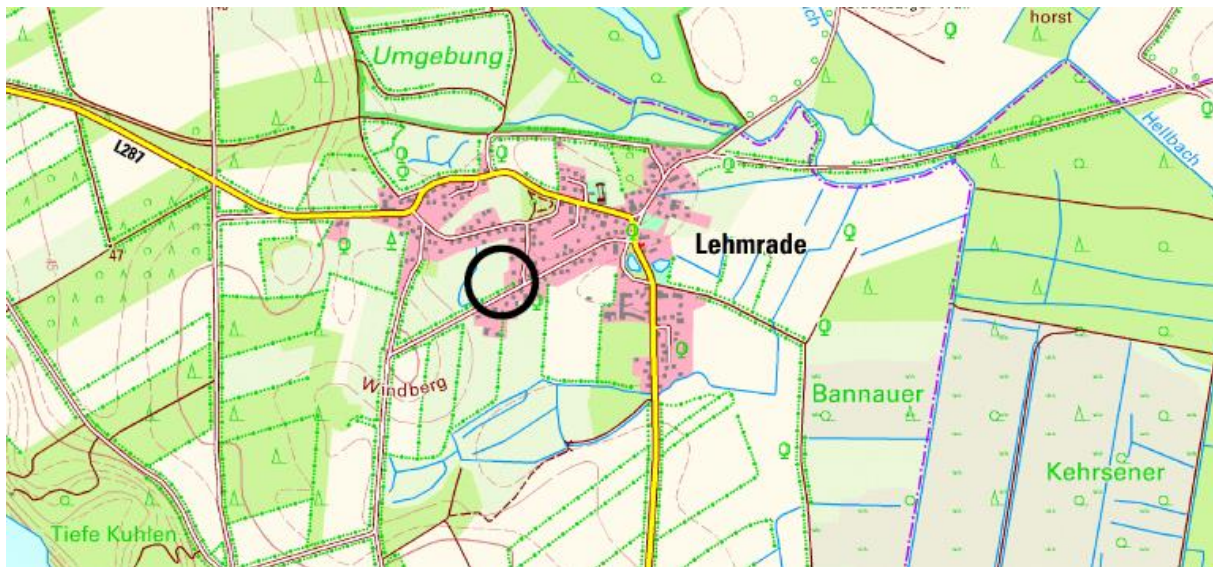 horst
Umgebung
Hellbach
L287
Lehmrade
47
Windberg
Bannauer
Kehrsener
Tiefe Kuhlen